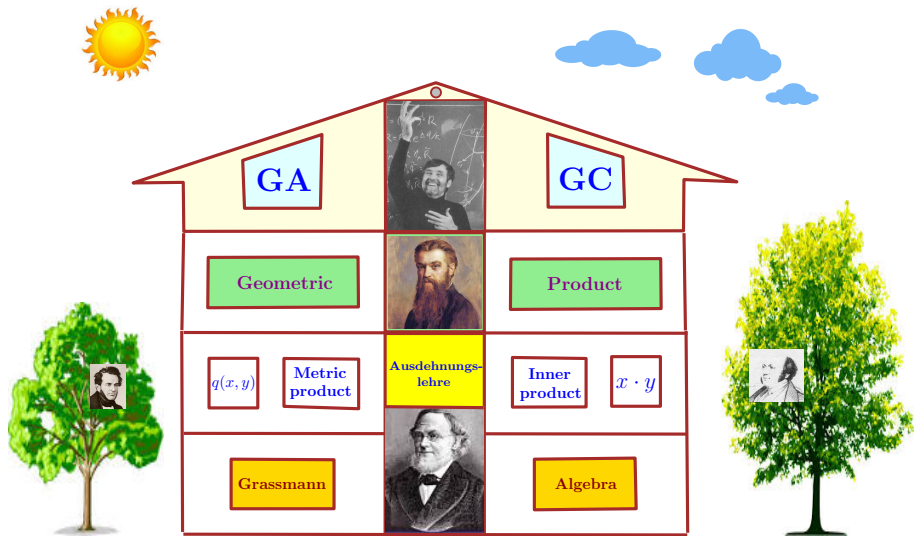 GA
GC
Geometric
Product
q(x, y)
Metric
product
Ausdehnungs-
lehre
Inner
product
x · y
Grassmann
Algebra